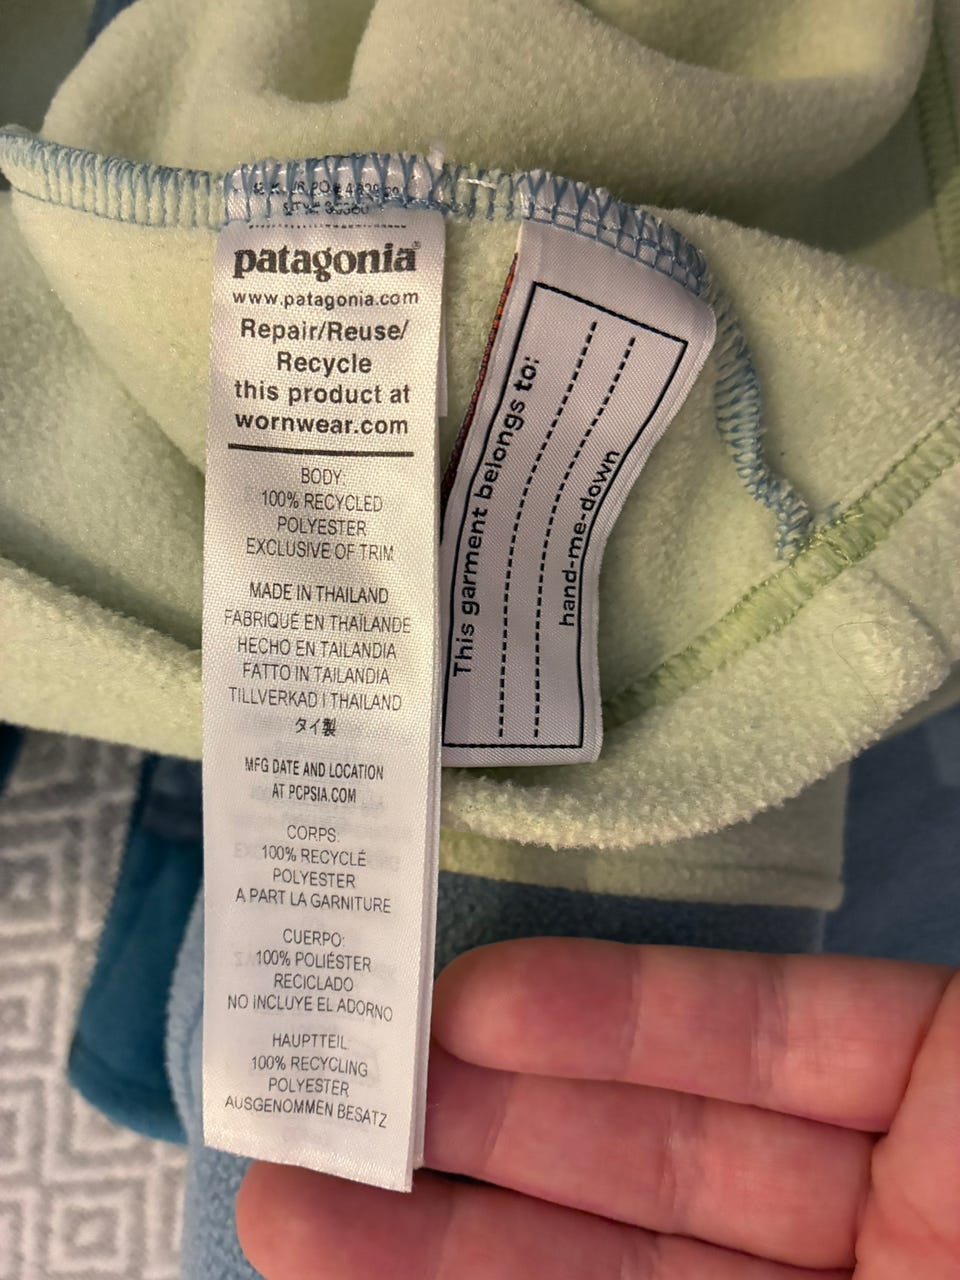 patagonia®
www.patagonia.com
Repair/Reuse/
Recycle
this product at
wornwear.com
BODY:
100% RECYCLED
POLYESTER
EXCLUSIVE OF TRIM
MADE IN THAILAND
FABRIQUÉ EN THAÏLANDE
HECHO EN TAILANDIA
FATTO IN TAILANDIA
TILLVERKAD I THAILAND
タイ製
MFG DATE AND LOCATION
AT PCPSIA.COM
CORPS:
100% RECYCLÉ
POLYESTER
A PART LA GARNITURE
CUERPO:
100% POLIÉSTER
RECICLADO
NO INCLUYE EL ADORNO
HAUPTTEIL:
100% RECYCLING
POLYESTER
AUSGENOMMEN BESATZ
This garment belongs to:
hand-me-down